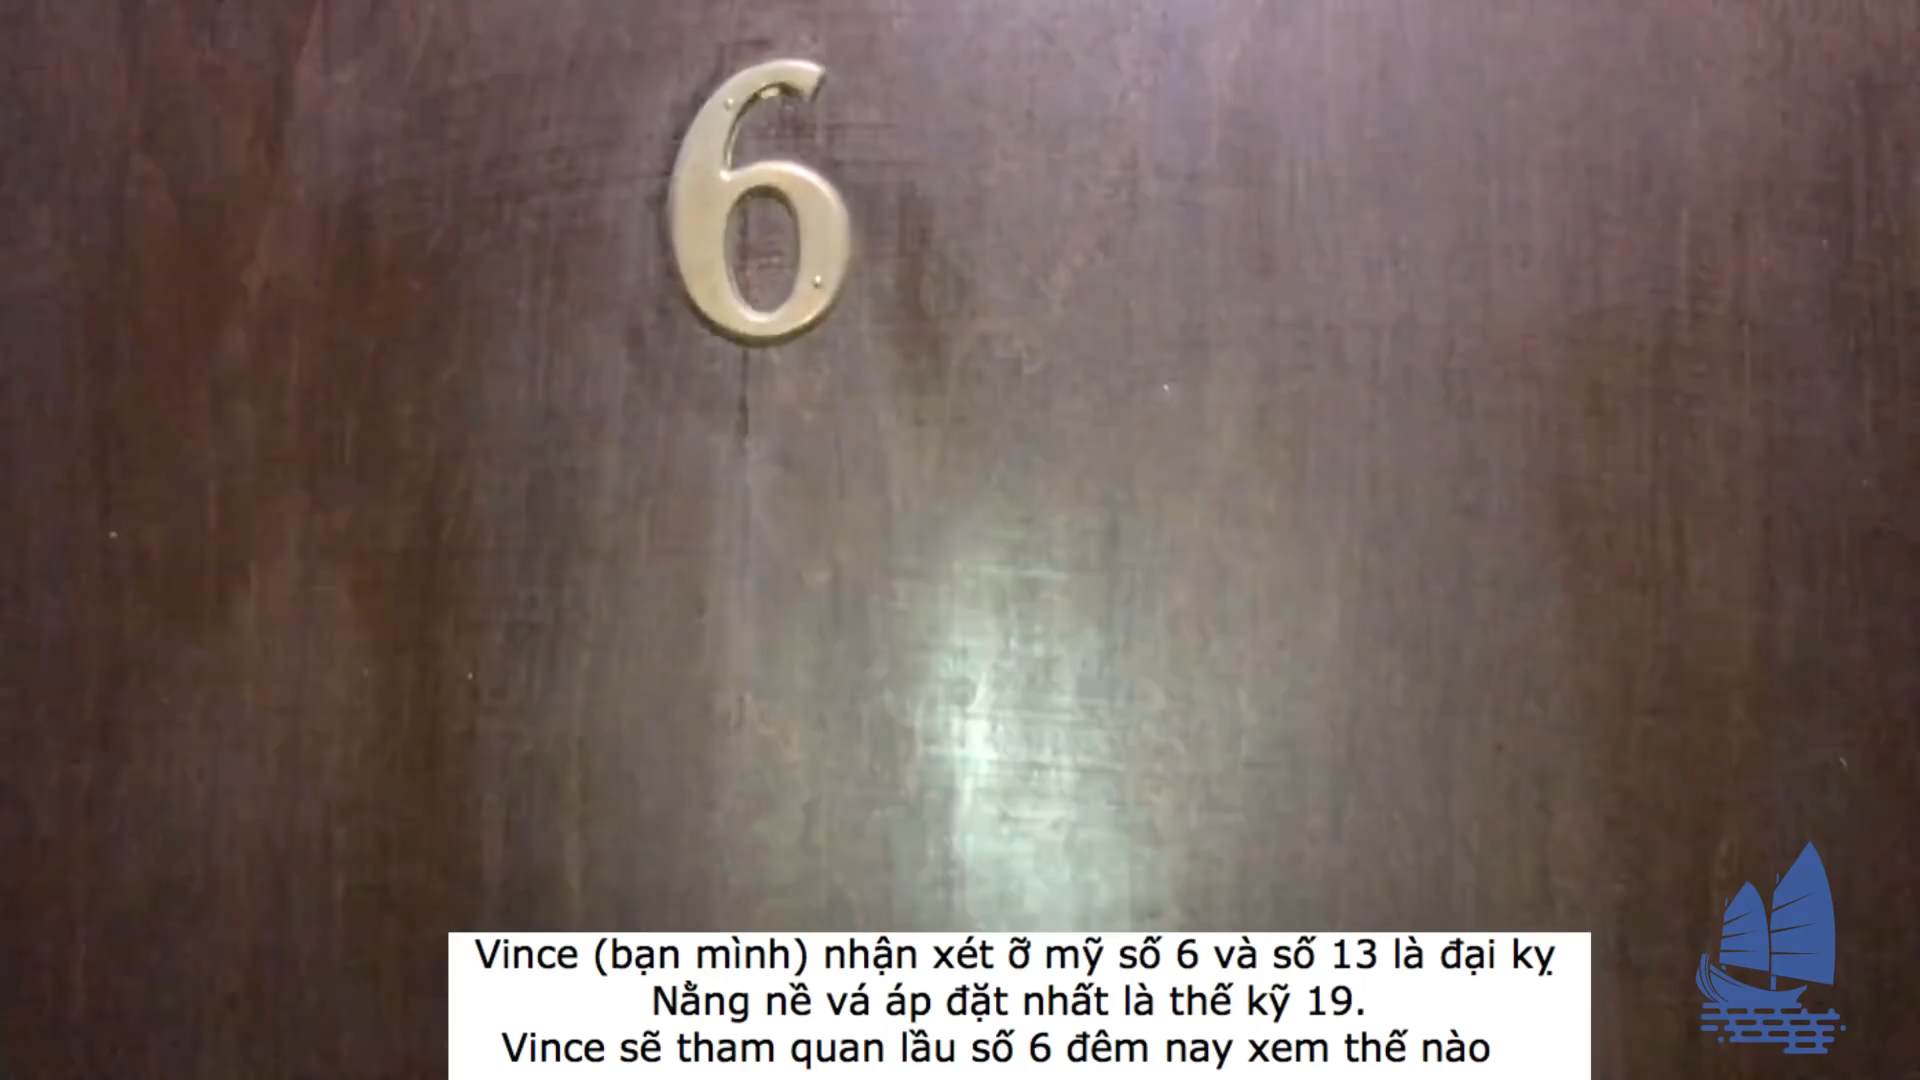 6
Vince (bạn mình) nhận xét ỡ mỹ số 6 và số 13 là đại kỵ
Nằng nề vá áp đặt nhất là thế kỹ 19.
Vince sẽ tham quan lầu số 6 đêm nay xem thế nào